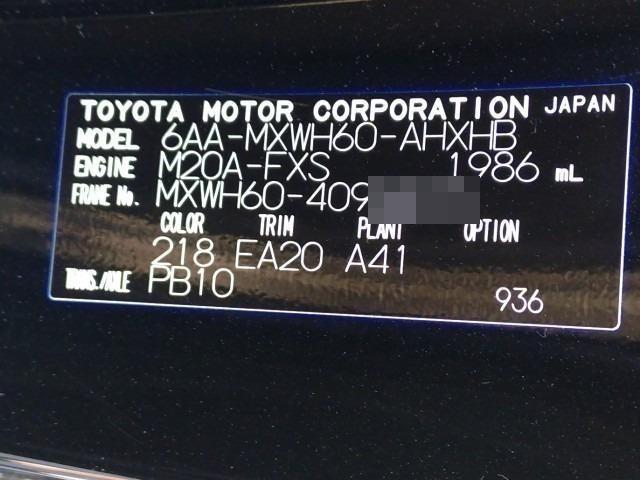 TOYOTA MOTOR CORPORATION JAPAN
MODEL 6AA-MXWH60-AHXHB
ENGINE M20A-FXS 1986 mL
FRAME No. MXWH60-409
COLOR TRIM PLANT OPTION
218 EA20 A41
TRANS./AXLE PB10
936